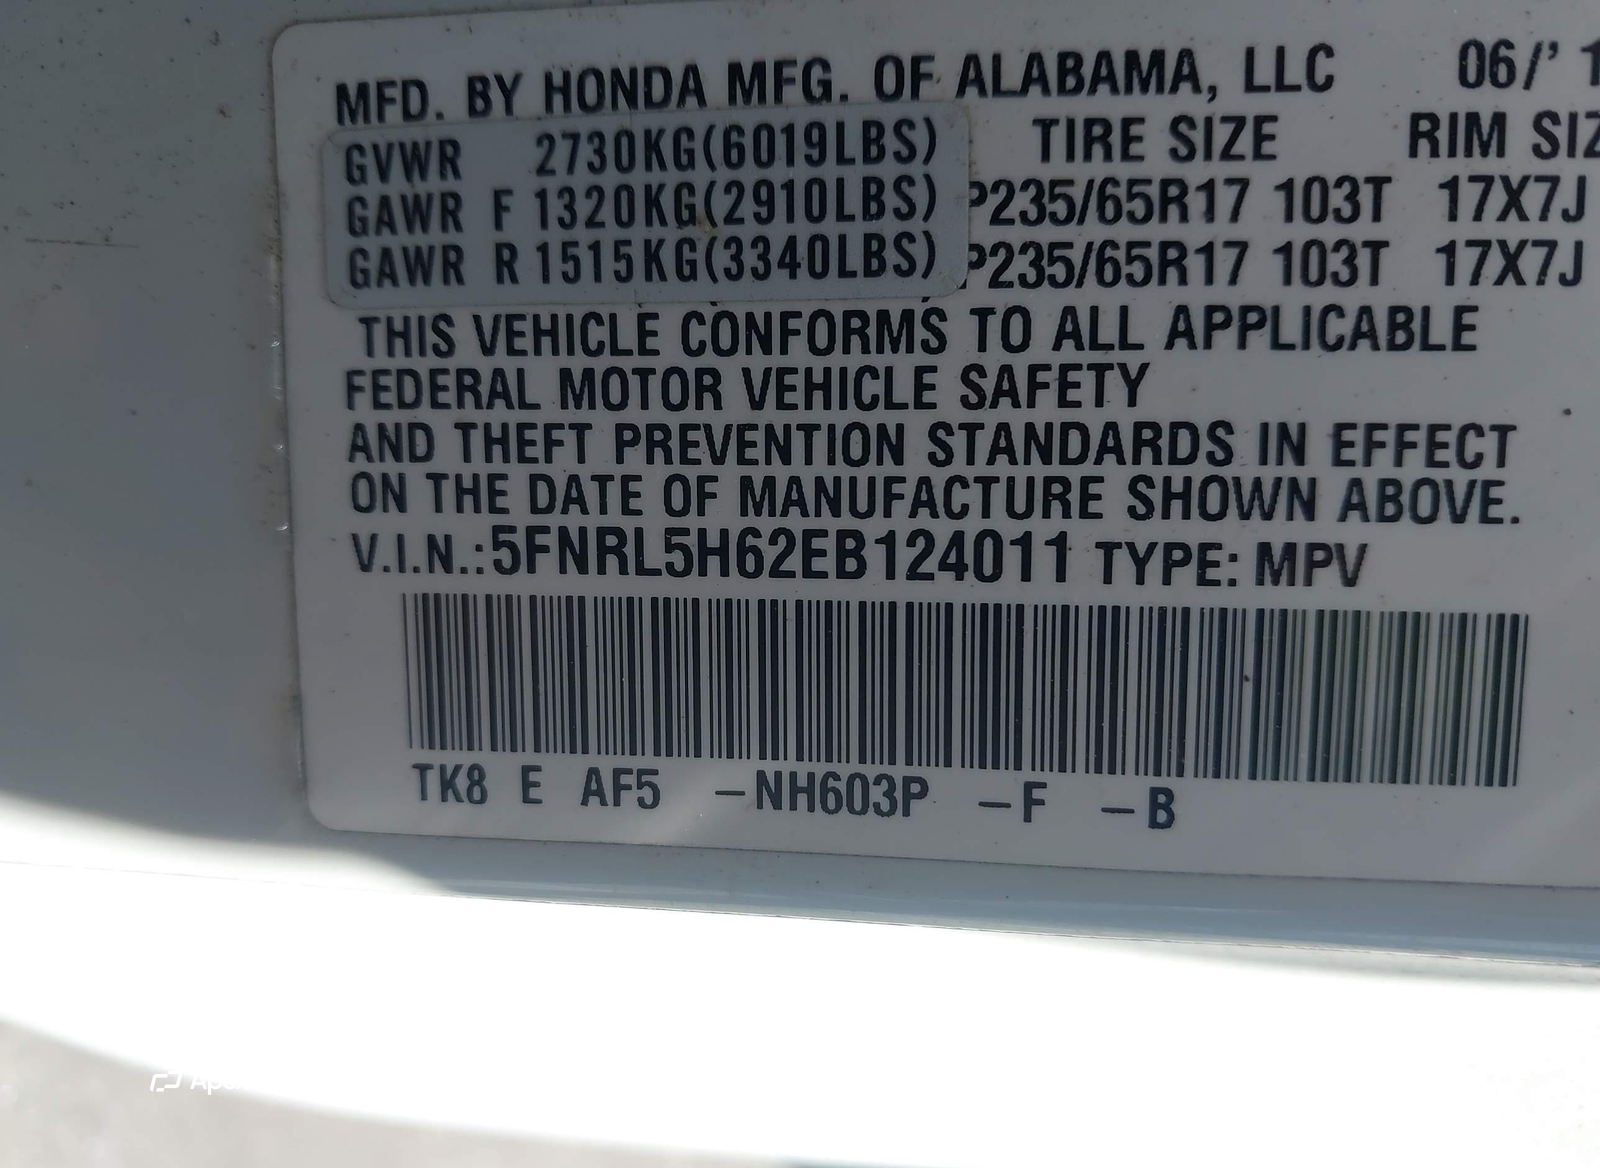 MFD. BY HONDA MFG. OF ALABAMA, LLC 06/'1
GVWR 2730KG(6019LBS) TIRE SIZE RIM SIZ
GAWR F 1320KG(2910LBS) P235/65R17 103T 17X7J
GAWR R 1515KG(3340LBS) P235/65R17 103T 17X7J
THIS VEHICLE CONFORMS TO ALL APPLICABLE
FEDERAL MOTOR VEHICLE SAFETY
AND THEFT PREVENTION STANDARDS IN EFFECT
ON THE DATE OF MANUFACTURE SHOWN ABOVE.
V.I.N.:5FNRL5H62EB124011 TYPE: MPV
TK8 E AF5 –NH603P –F –B